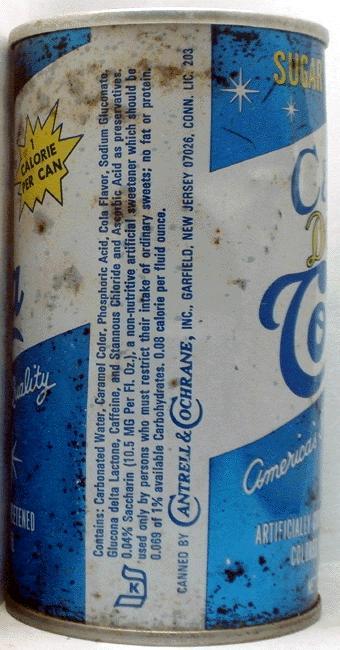 1
CALORIE
PER CAN
uality
ETENED
Contains: Carbonated Water, Caramel Color, Phosphoric Acid, Cola Flavor, Sodium Gluconate,
Glucona delta Lactone, Caffeine, and Stannous Chloride and Ascorbic Acid as preservatives.
0.04% Saccharin (10.5 MG Per Fl. Oz.), a non-nutritive artificial sweetener which should be
used only by persons who must restrict their intake of ordinary sweets; no fat or protein.
0.069 of 1% available Carbohydrates. 0.08 calorie per fluid ounce.
K
CANNED BY CANTRELL & COCHRANE, INC., GARFIELD, NEW JERSEY 07026, CONN. LIC. 203
SUGAR
C
D
Co
America's
ARTIFICIALLY
COLOR